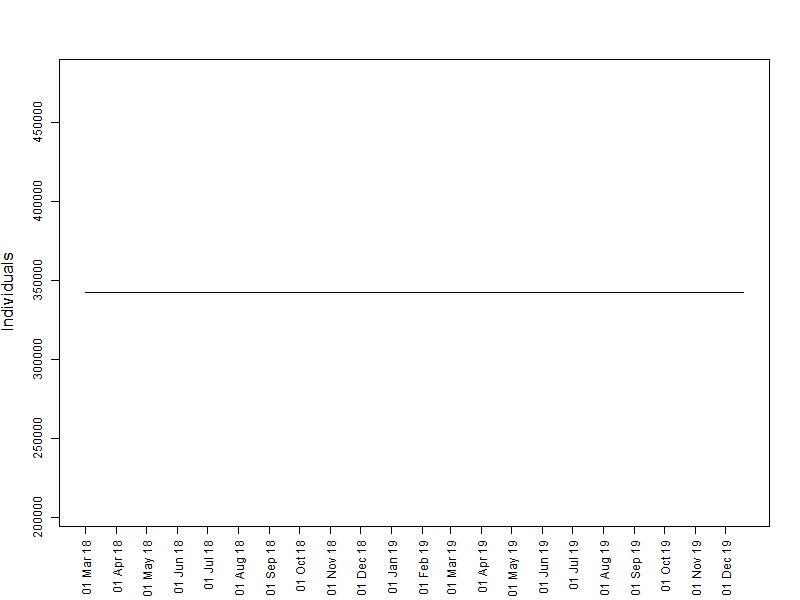 Individuals
450000
400000
350000
300000
250000
200000
01 Mar 18
01 Apr 18
01 May 18
01 Jun 18
01 Jul 18
01 Aug 18
01 Sep 18
01 Oct 18
01 Nov 18
01 Dec 18
01 Jan 19
01 Feb 19
01 Mar 19
01 Apr 19
01 May 19
01 Jun 19
01 Jul 19
01 Aug 19
01 Sep 19
01 Oct 19
01 Nov 19
01 Dec 19